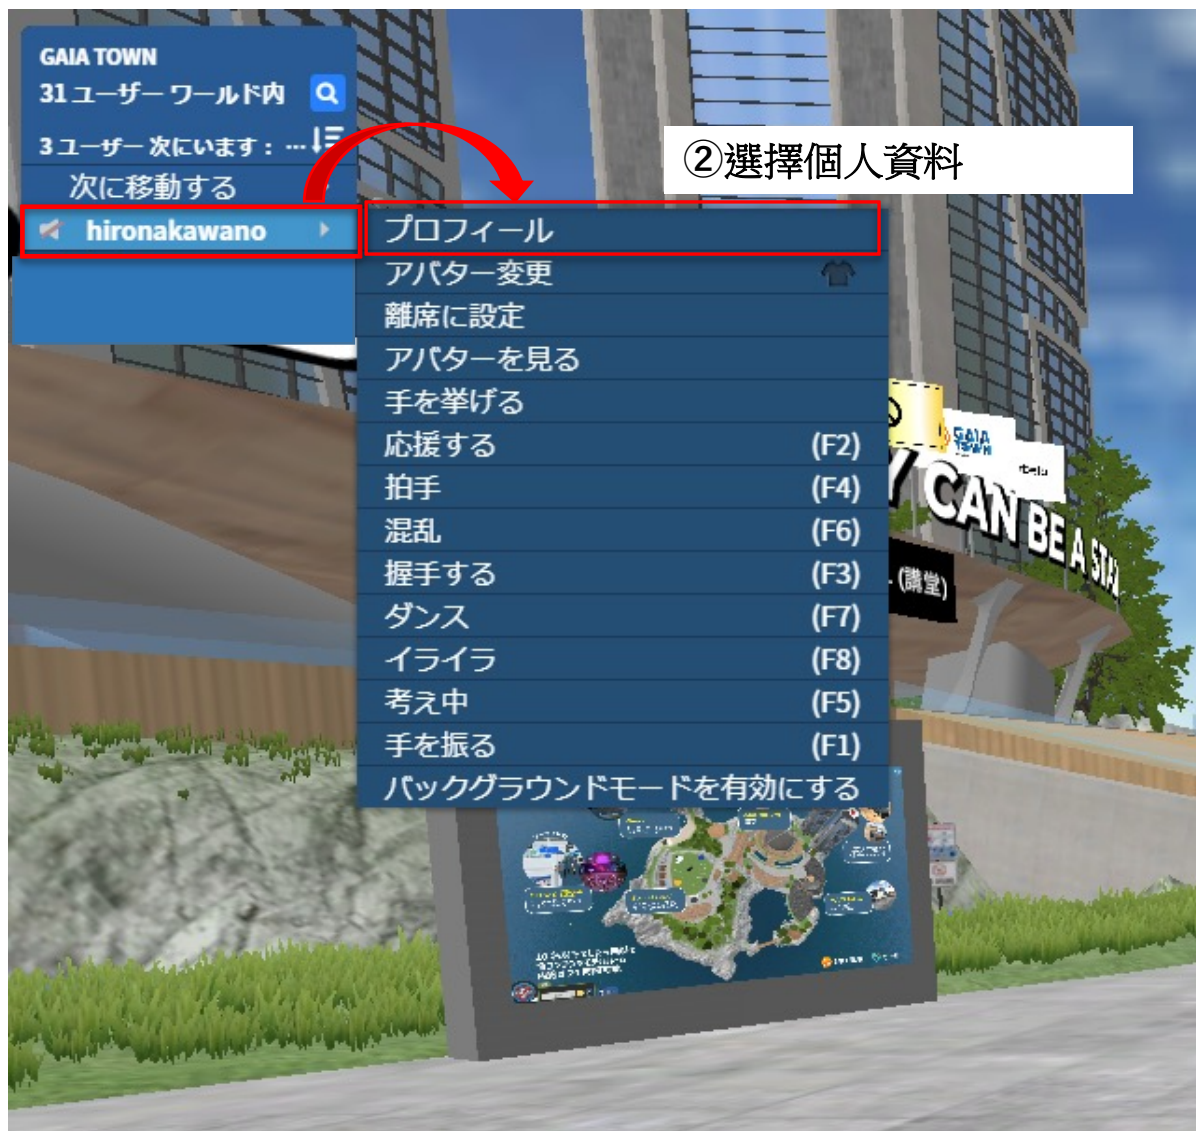 GAIA TOWN
31 ユーザー ワールド内
3 ユーザー 次にいます： ...
次に移動する
hironakawano
②選擇個人資料
プロフィール
アバター変更
離席に設定
アバターを見る
手を挙げる
応援する (F2)
拍手 (F4)
混乱 (F6)
握手する (F3)
ダンス (F7)
イライラ (F8)
考え中 (F5)
手を振る (F1)
バックグラウンドモードを有効にする
GAIA
TOWN
CAN BE A
(講堂)